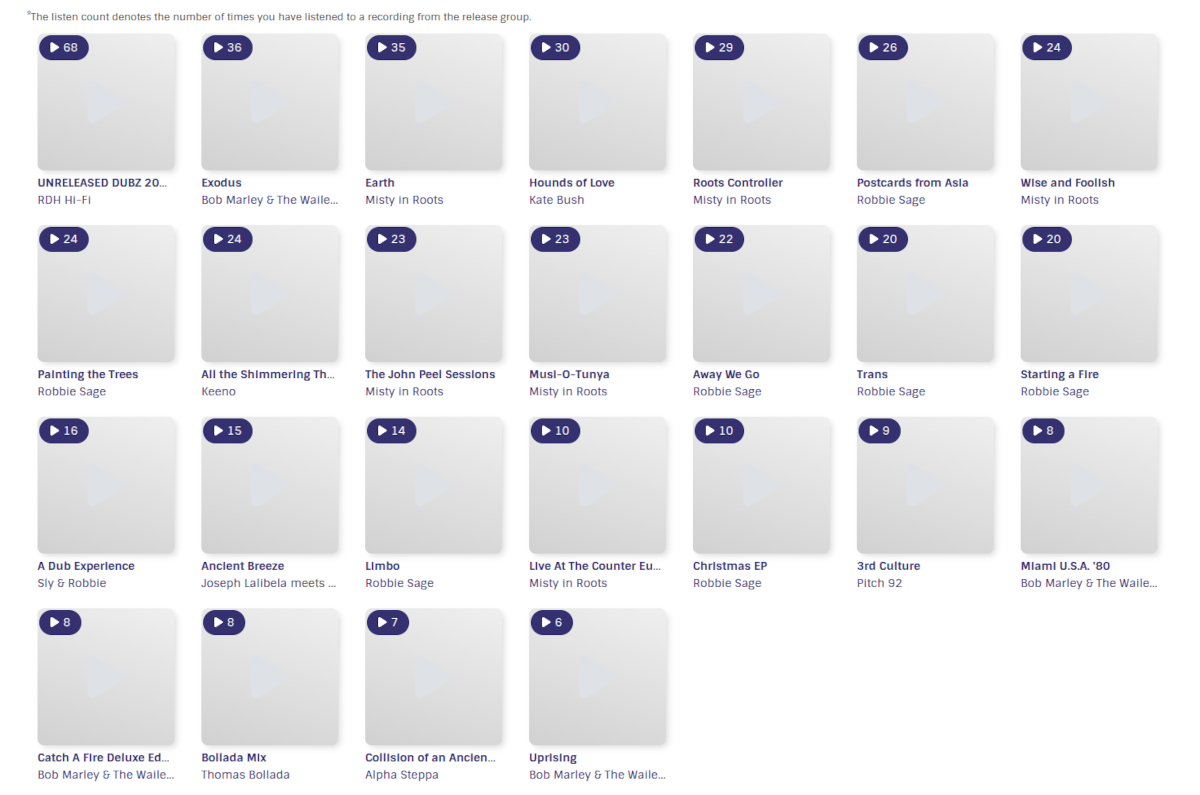 *The listen count denotes the number of times you have listened to a recording from the release group.
68 36 35 30 29 26 24
UNRELEASED DUBZ 20... Exodus Earth Hounds of Love Roots Controller Postcards from Asia Wise and Foolish
RDH Hi-Fi Bob Marley & The Waile... Misty in Roots Kate Bush Misty in Roots Robbie Sage Misty in Roots
24 24 23 23 22 20 20
Painting the Trees All the Shimmering Th... The John Peel Sessions Musi-O-Tunya Away We Go Trans Starting a Fire
Robbie Sage Keeno Misty in Roots Misty in Roots Robbie Sage Robbie Sage Robbie Sage
16 15 14 10 10 9 8
A Dub Experience Ancient Breeze Limbo Live At The Counter Eu... Christmas EP 3rd Culture Miami U.S.A. '80
Sly & Robbie Joseph Lalibela meets ... Robbie Sage Misty in Roots Robbie Sage Pitch 92 Bob Marley & The Waile...
8 8 7 6
Catch A Fire Deluxe Ed... Bollada Mix Collision of an Ancien... Uprising
Bob Marley & The Waile... Thomas Bollada Alpha Steppa Bob Marley & The Waile...